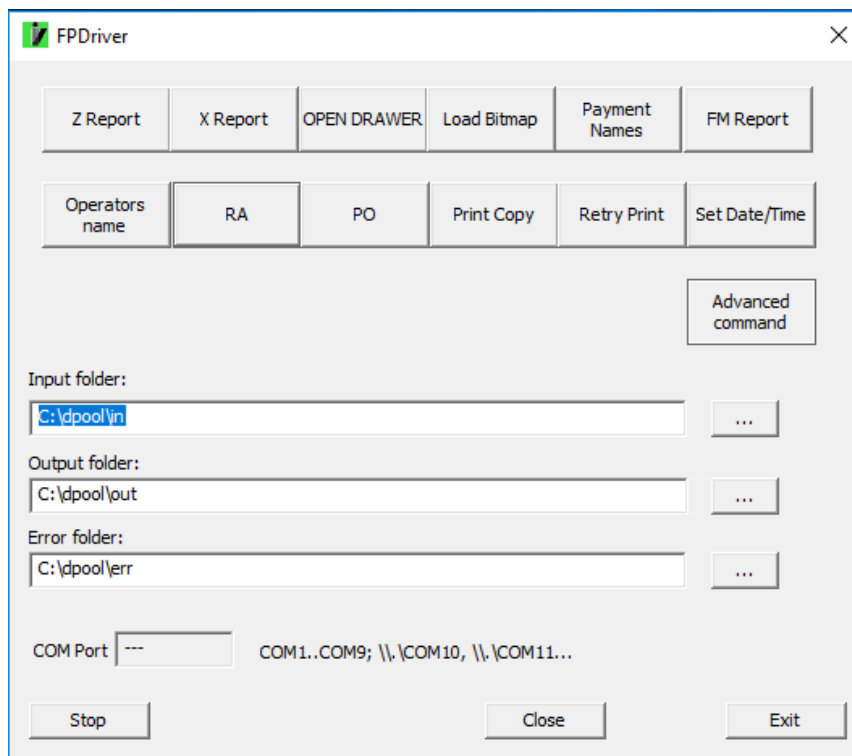 FPDriver
Z Report
X Report
OPEN DRAWER
Load Bitmap
Payment
Names
FM Report
Operators
name
RA
PO
Print Copy
Retry Print
Set Date/Time
Advanced
command
Input folder:
C:\dpool\in
...
Output folder:
C:\dpool\out
...
Error folder:
C:\dpool\err
...
COM Port
---
COM1..COM9; \\.\COM10, \\.\COM11...
Stop
Close
Exit